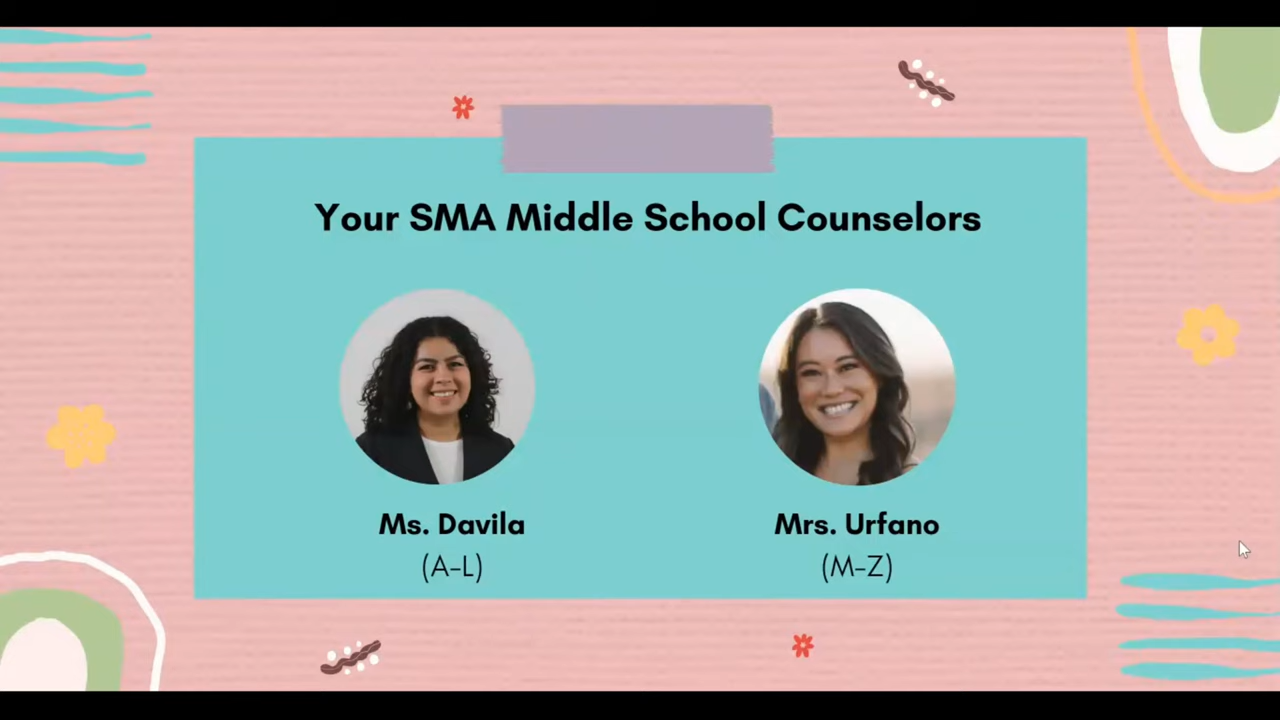 Your SMA Middle School Counselors
Ms. Davila
(A-L)
Mrs. Urfano
(M-Z)